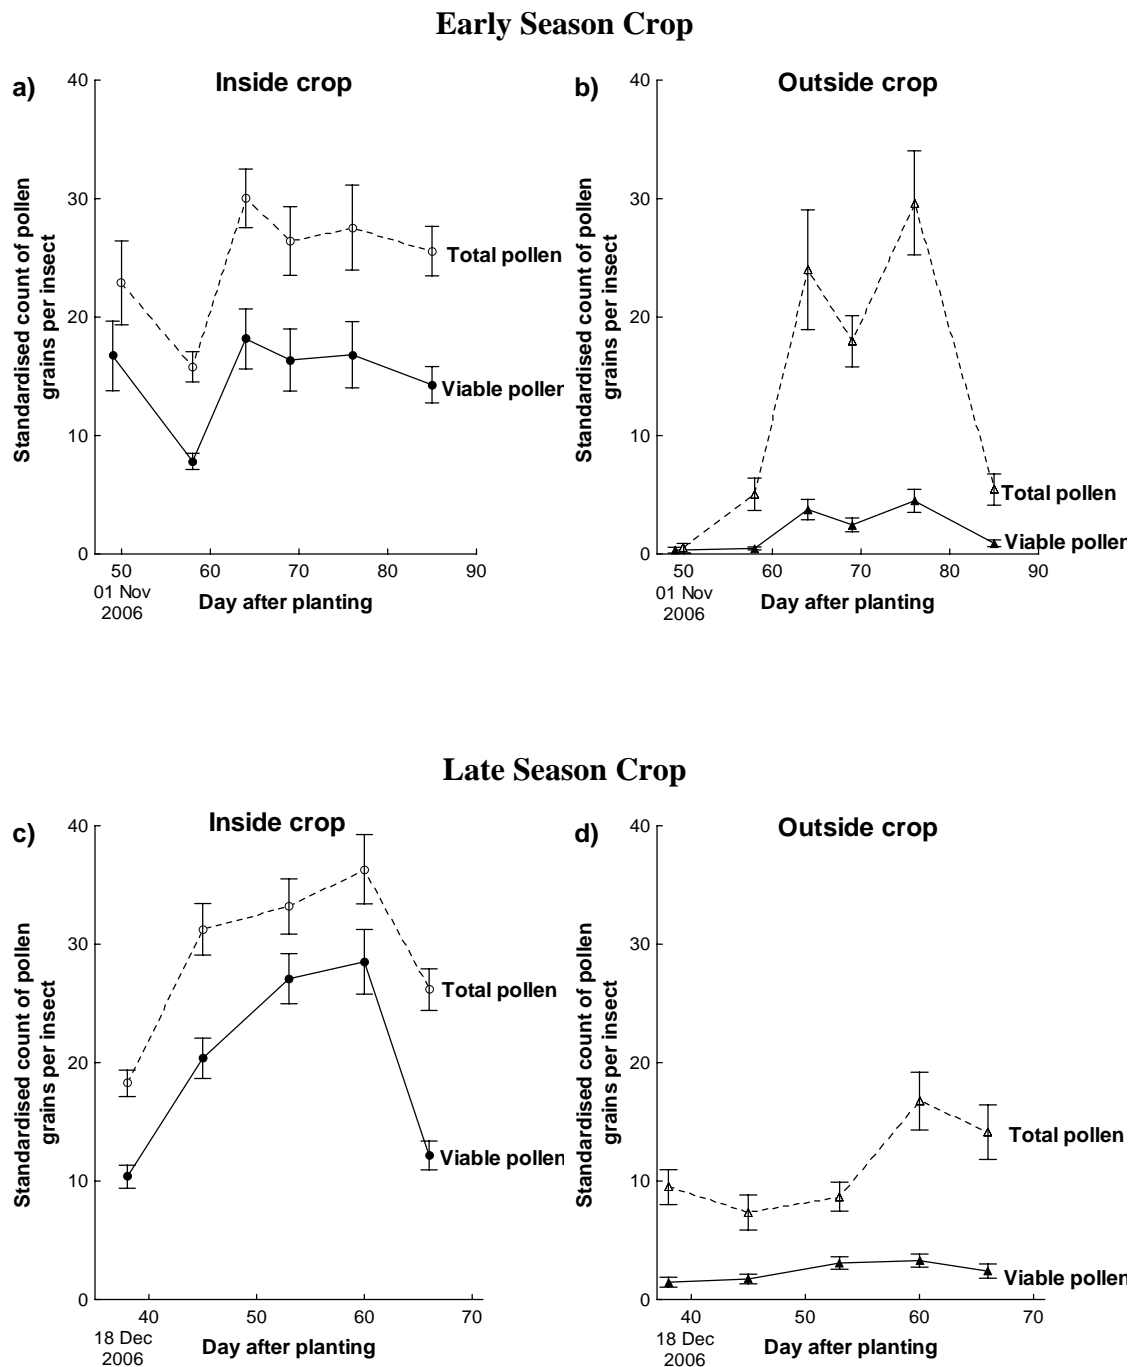 Early Season Crop
a)
Inside crop
40
30
20
10
0
Standardised count of pollen
grains per insect
Total pollen
Viable pollen
50
60
70
80
90
01 Nov
2006
Day after planting
b)
Outside crop
40
30
20
10
0
Standardised count of pollen
grains per insect
Total pollen
Viable pollen
50
60
70
80
90
01 Nov
2006
Day after planting
Late Season Crop
c)
Inside crop
40
30
20
10
0
Standardised count of pollen
grains per insect
Total pollen
Viable pollen
40
50
60
70
18 Dec
2006
Day after planting
d)
Outside crop
40
30
20
10
0
Standardised count of pollen
grains per insect
Total pollen
Viable pollen
40
50
60
70
18 Dec
2006
Day after planting